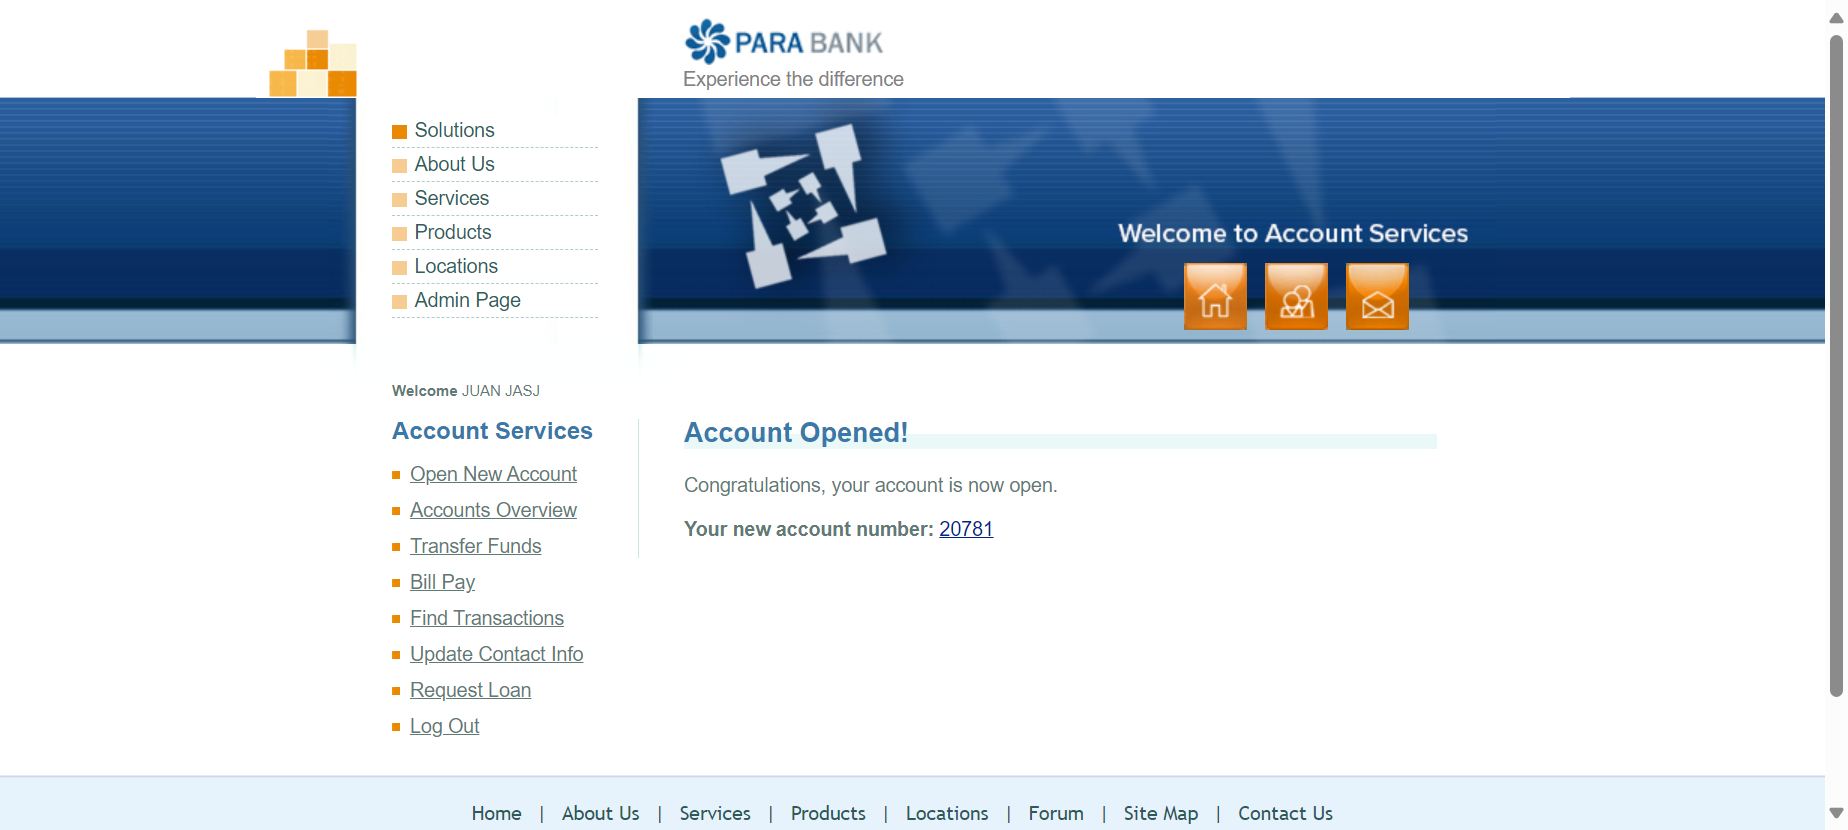 PARA BANK
Experience the difference
Solutions
About Us
Services
Products
Locations
Admin Page
Welcome to Account Services
Welcome JUAN JASJ
Account Services
Open New Account
Accounts Overview
Transfer Funds
Bill Pay
Find Transactions
Update Contact Info
Request Loan
Log Out
Account Opened!
Congratulations, your account is now open.
Your new account number: 20781
Home | About Us | Services | Products | Locations | Forum | Site Map | Contact Us